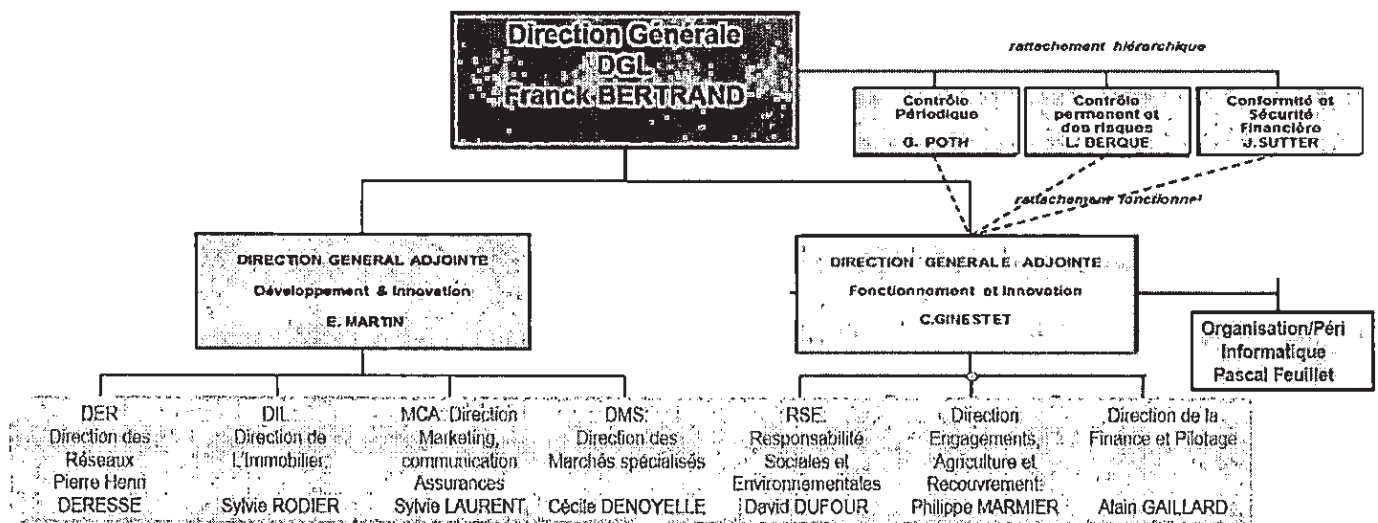 Direction Générale
DGL
Franck BERTRAND
rattachement hiérarchique
Contrôle
Périodique
G. POTH
Contrôle
permanent et
des risques
L. BERQUE
Conformité et
Sécurité
Financière
J.SUTTER
rattachement fonctionnel
DIRECTION GENERAL ADJOINTE
Développement & Innovation
E. MARTIN
DIRECTION GENERALE ADJOINTE
Fonctionnement et Innovation
C.GINESTET
Organisation/Péri
Informatique
Pascal Feuillet
DER:
Direction des
Réseaux
Pierre Henri
DERESSE
DIL:
Direction de
L'Immobilier
Sylvie RODIER
MCA: Direction
Marketing,
communication
Assurances
Sylvie LAURENT
DMS:
Direction des
Marchés spécialisés
Cécile DENOYELLE
RSE:
Responsabilité
Sociales et
Environnementales
David DUFOUR
Direction
Engagements,
Agriculture et
Recouvrement
Philippe MARMIER
Direction de la
Finance et Pilotage
Alain GAILLARD